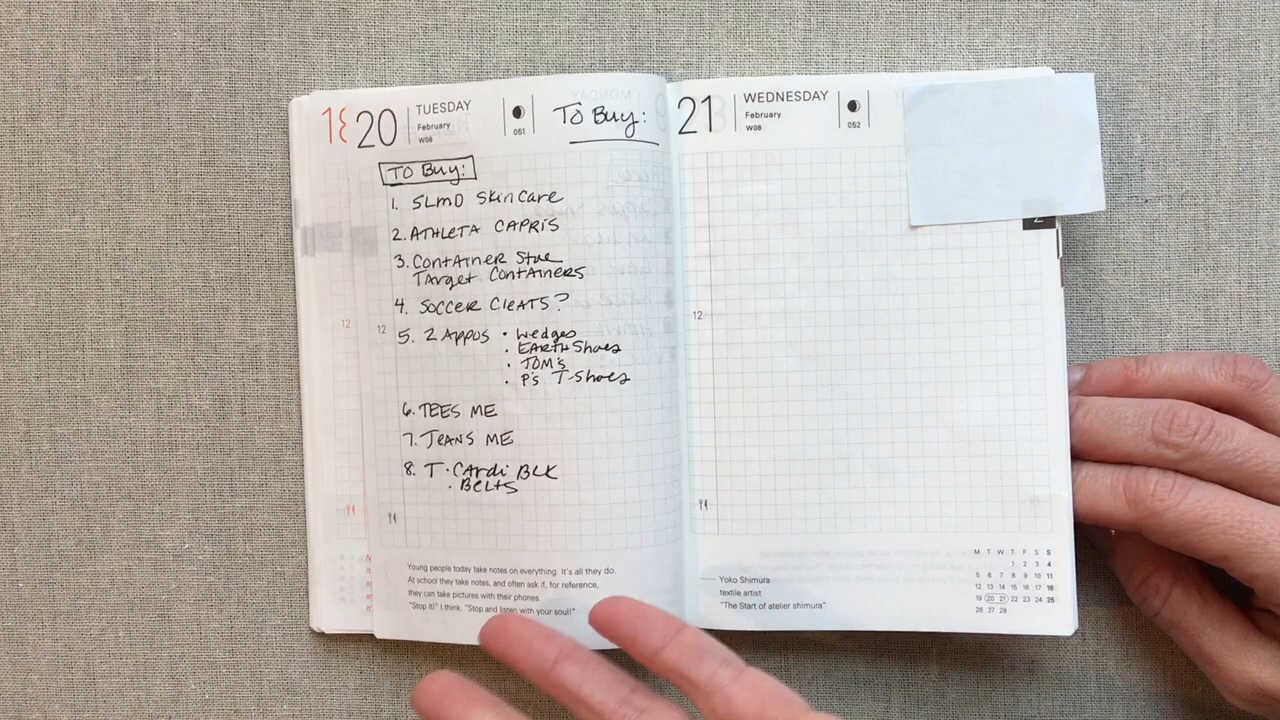 18
20
TUESDAY
February
W08
051
To Buy:
To Buy:
1. SLMD SkinCare
2. ATHLETA CAPRIS
3. Container Stoe
Target Containers
4. SOCCER CLEATS?
12
12
5. 2 Appos • Wedges
• EARTH Shoes
• TOM's
• P's T-Shoes
6. TEES ME
7. JEANS ME
8. T • CArdi BLK
• BELTS
Young people today take notes on everything. It's all they do.
At school they take notes, and often ask if, for reference,
they can take pictures with their phones.
"Stop it!" I think. "Stop and listen with your soul!"
21
WEDNESDAY
February
W08
052
2
12
Yoko Shimura
textile artist
"The Start of atelier shimura"
M T W T F S S
1 2 3 4
5 6 7 8 9 10 11
12 13 14 15 16 17 18
19 20 21 22 23 24 25
26 27 28